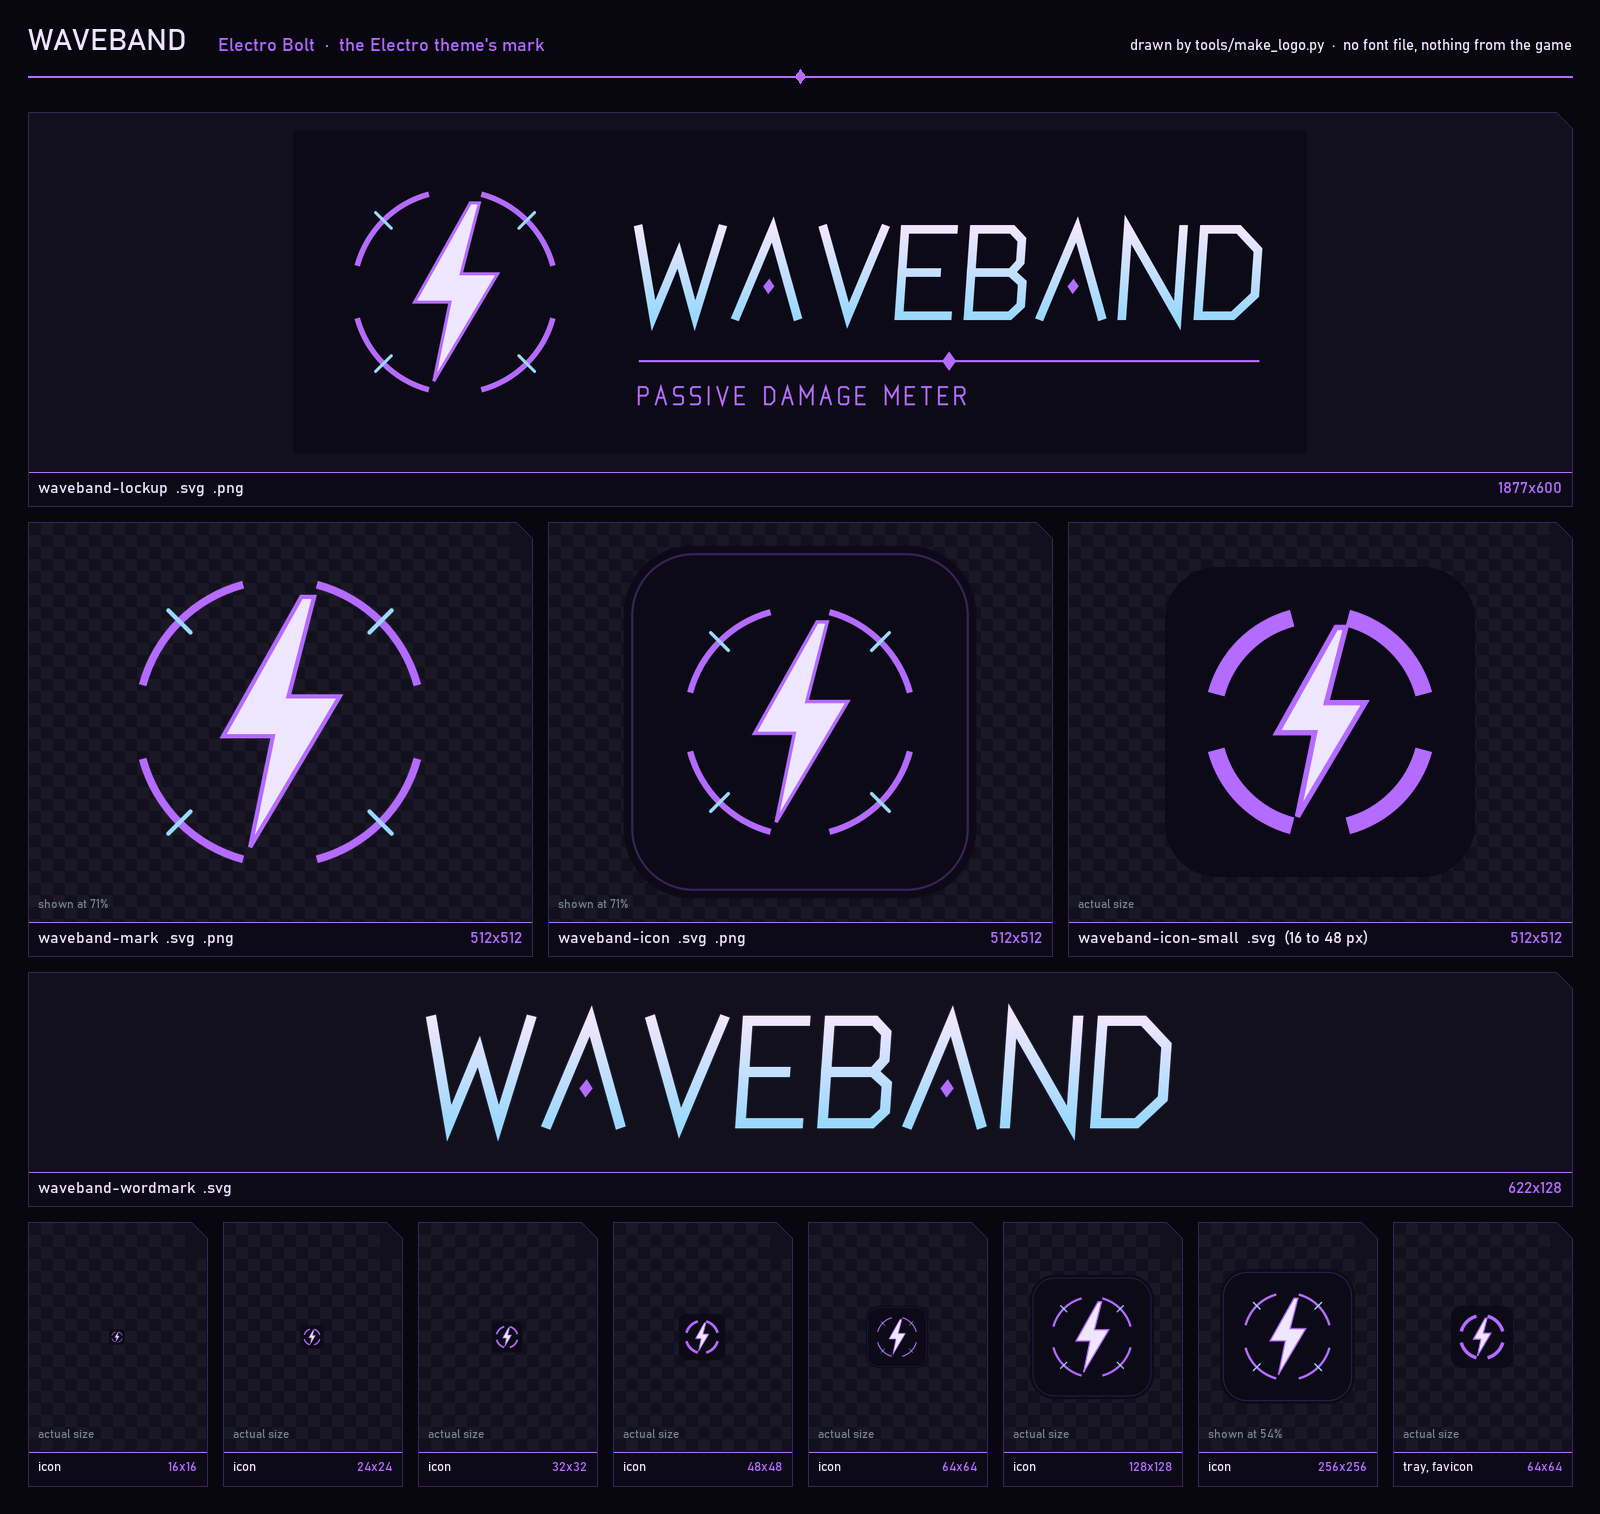 WAVEBAND Electro Bolt · the Electro theme's mark drawn by tools/make_logo.py · no font file, nothing from the game
WAVEBAND
PASSIVE DAMAGE METER
waveband-lockup .svg .png 1877x600
shown at 71% shown at 71% actual size
waveband-mark .svg .png 512x512 waveband-icon .svg .png 512x512 waveband-icon-small .svg (16 to 48 px) 512x512
WAVEBAND
waveband-wordmark .svg 622x128
actual size actual size actual size actual size actual size actual size shown at 54% actual size
icon 16x16 icon 24x24 icon 32x32 icon 48x48 icon 64x64 icon 128x128 icon 256x256 tray, favicon 64x64